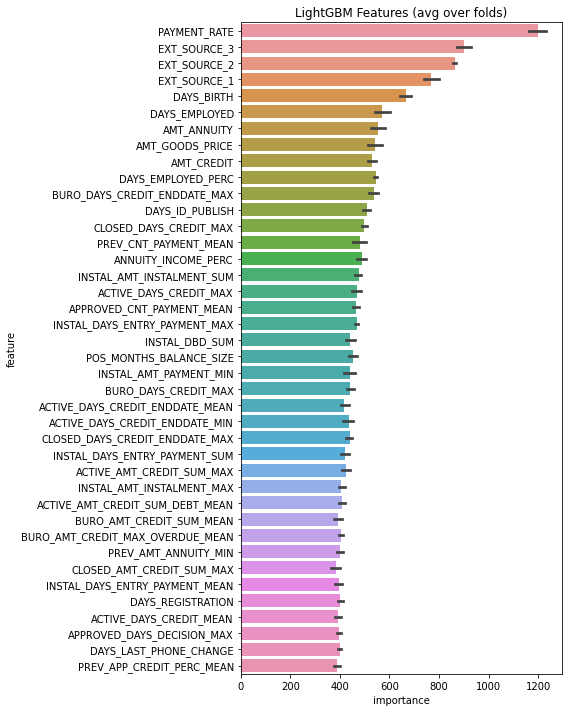 LightGBM Features (avg over folds)
PAYMENT_RATE
EXT_SOURCE_3
EXT_SOURCE_2
EXT_SOURCE_1
DAYS_BIRTH
DAYS_EMPLOYED
AMT_ANNUITY
AMT_GOODS_PRICE
AMT_CREDIT
DAYS_EMPLOYED_PERC
BURO_DAYS_CREDIT_ENDDATE_MAX
DAYS_ID_PUBLISH
CLOSED_DAYS_CREDIT_MAX
PREV_CNT_PAYMENT_MEAN
ANNUITY_INCOME_PERC
INSTAL_AMT_INSTALMENT_SUM
ACTIVE_DAYS_CREDIT_MAX
APPROVED_CNT_PAYMENT_MEAN
INSTAL_DAYS_ENTRY_PAYMENT_MAX
INSTAL_DBD_SUM
POS_MONTHS_BALANCE_SIZE
INSTAL_AMT_PAYMENT_MIN
BURO_DAYS_CREDIT_MAX
ACTIVE_DAYS_CREDIT_ENDDATE_MEAN
ACTIVE_DAYS_CREDIT_ENDDATE_MIN
CLOSED_DAYS_CREDIT_ENDDATE_MAX
INSTAL_DAYS_ENTRY_PAYMENT_SUM
ACTIVE_AMT_CREDIT_SUM_MAX
INSTAL_AMT_INSTALMENT_MAX
ACTIVE_AMT_CREDIT_SUM_DEBT_MEAN
BURO_AMT_CREDIT_SUM_MEAN
BURO_AMT_CREDIT_MAX_OVERDUE_MEAN
PREV_AMT_ANNUITY_MIN
CLOSED_AMT_CREDIT_SUM_MAX
INSTAL_DAYS_ENTRY_PAYMENT_MEAN
DAYS_REGISTRATION
ACTIVE_DAYS_CREDIT_MEAN
APPROVED_DAYS_DECISION_MAX
DAYS_LAST_PHONE_CHANGE
PREV_APP_CREDIT_PERC_MEAN
feature
0 200 400 600 800 1000 1200
importance